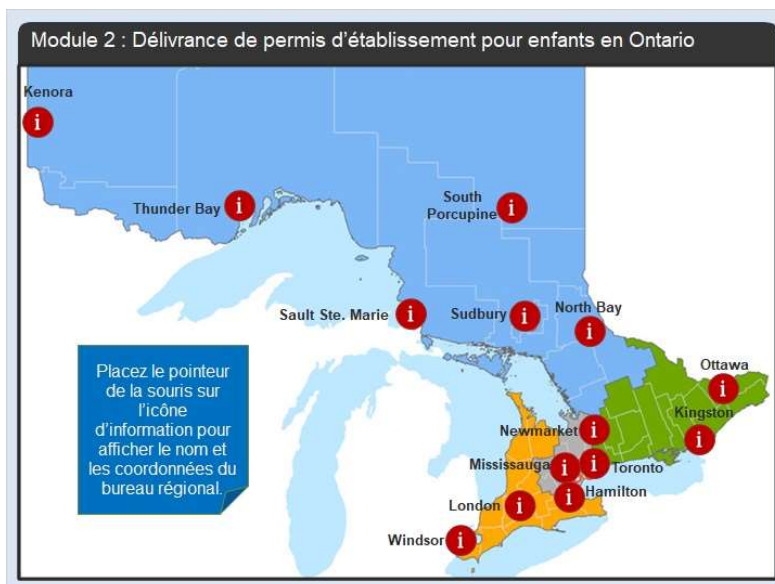 Module 2 : Délivrance de permis d’établissement pour enfants en Ontario
Kenora
i
Thunder Bay
i
South
Porcupine
i
Sault Ste. Marie
i
Sudbury
i
North Bay
i
Ottawa
i
Kingston
i
Newmarket
i
Mississauga
i
i
Toronto
i
Hamilton
London
i
Windsor
i
Placez le pointeur
de la souris sur
l’icône
d’information pour
afficher le nom et
les coordonnées du
bureau régional.